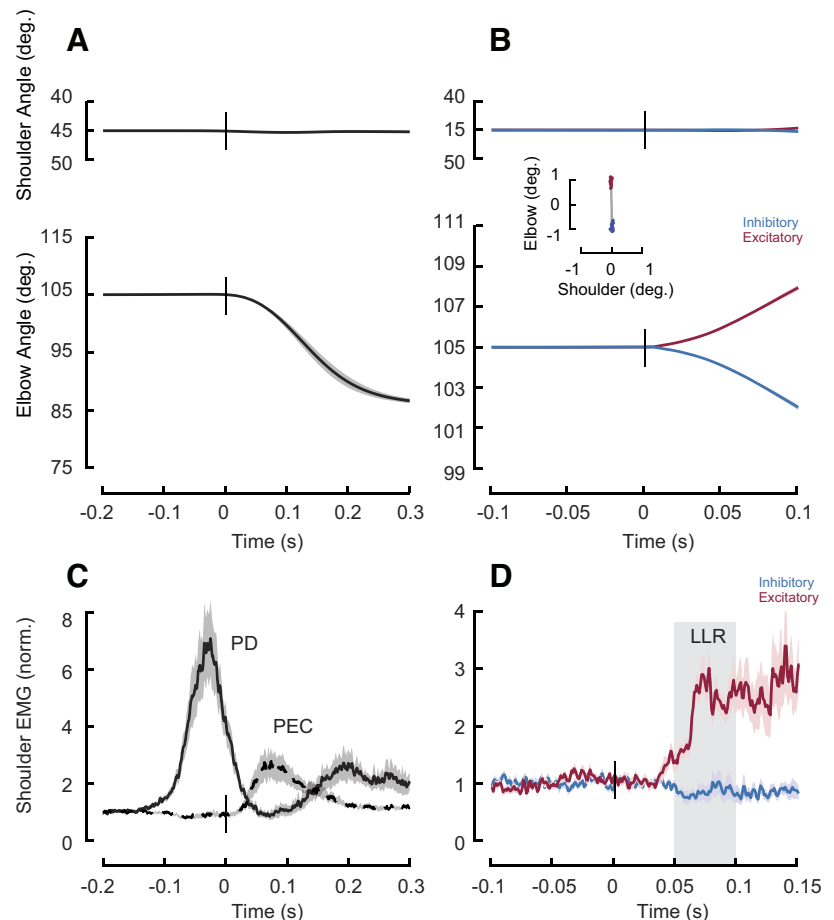 A
Shoulder Angle (deg.)
40
45
50
Elbow Angle (deg.)
115
105
95
85
75
-0.2
-0.1
0
0.1
0.2
0.3
Time (s)
B
40
15
50
Elbow (deg.)
1
0
-1
-1
0
1
Shoulder (deg.)
Inhibitory
Excitatory
111
109
107
105
103
101
99
-0.1
-0.05
0
0.05
0.1
Time (s)
C
Shoulder EMG (norm.)
8
6
4
2
0
PD
PEC
-0.2
-0.1
0
0.1
0.2
0.3
Time (s)
D
Inhibitory
Excitatory
4
3
2
1
0
LLR
-0.1
-0.05
0
0.05
0.1
0.15
Time (s)